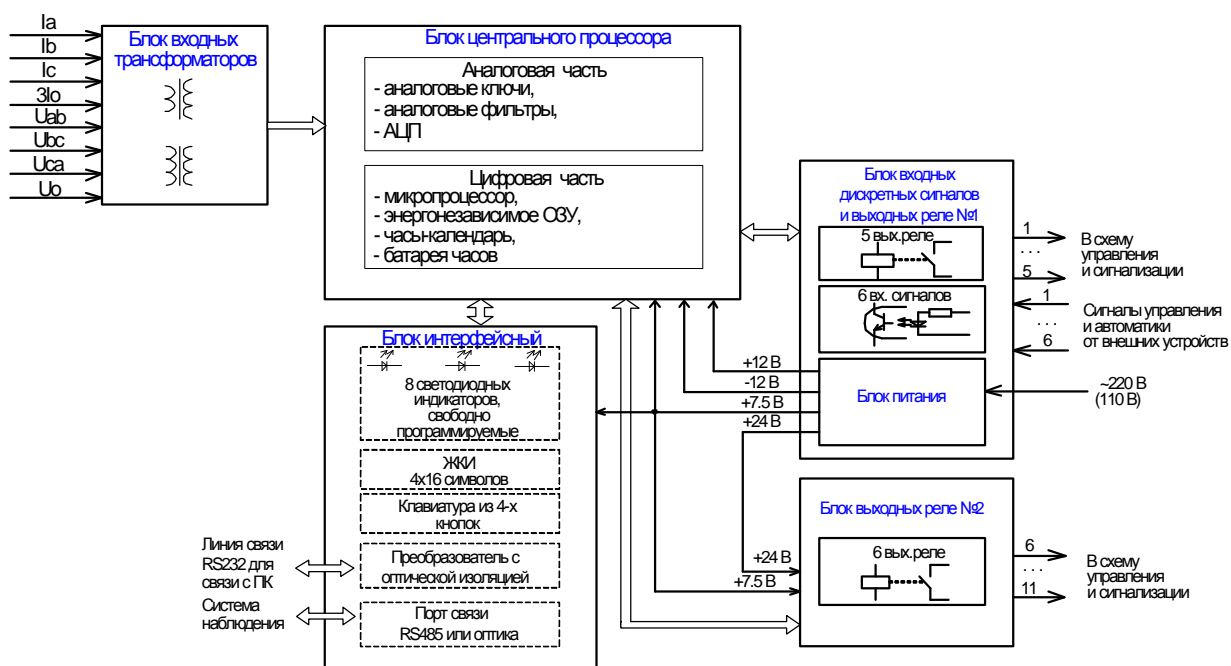 Ia
Ib
Ic
3Io
Uab
Ubc
Uca
Uo
Блок входных
трансформаторов
Блок центрального процессора
Аналоговая часть
- аналоговые ключи,
- аналоговые фильтры,
- АЦП
Цифровая часть
- микропроцессор,
- энергонезависимое ОЗУ,
- часы-календарь,
- батарея часов
Блок входных
дискретных сигналов
и выходных реле №1
5 вых.реле
6 вх. сигналов
Блок питания
1
. . .
5
В схему
управления
и сигнализации
1
. . .
6
Сигналы управления
и автоматики
от внешних устройств
~220 В
(110 В)
+12 В
-12 В
+7.5 В
+24 В
Блок интерфейсный
8 светодиодных
индикаторов,
свободно
программируемые
ЖКИ
4х16 символов
Клавиатура из 4-х
кнопок
Преобразователь с
оптической изоляцией
Порт связи
RS485 или оптика
Линия связи
RS232 для
связи с ПК
Система
наблюдения
+24 В
+7.5 В
Блок выходных реле №2
6 вых.реле
6
. . .
11
В схему
управления
и сигнализации